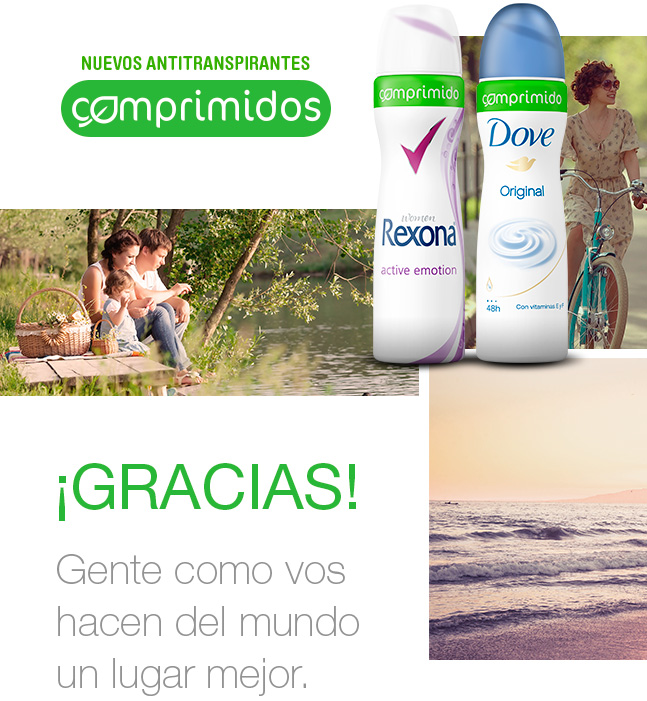 NUEVOS ANTITRANSPIRANTES
comprimidos
comprimido
women
Rexona
active emotion
comprimido
Dove
Original
48h
Con vitaminas E y F
¡GRACIAS!
Gente como vos
hacen del mundo
un lugar mejor.